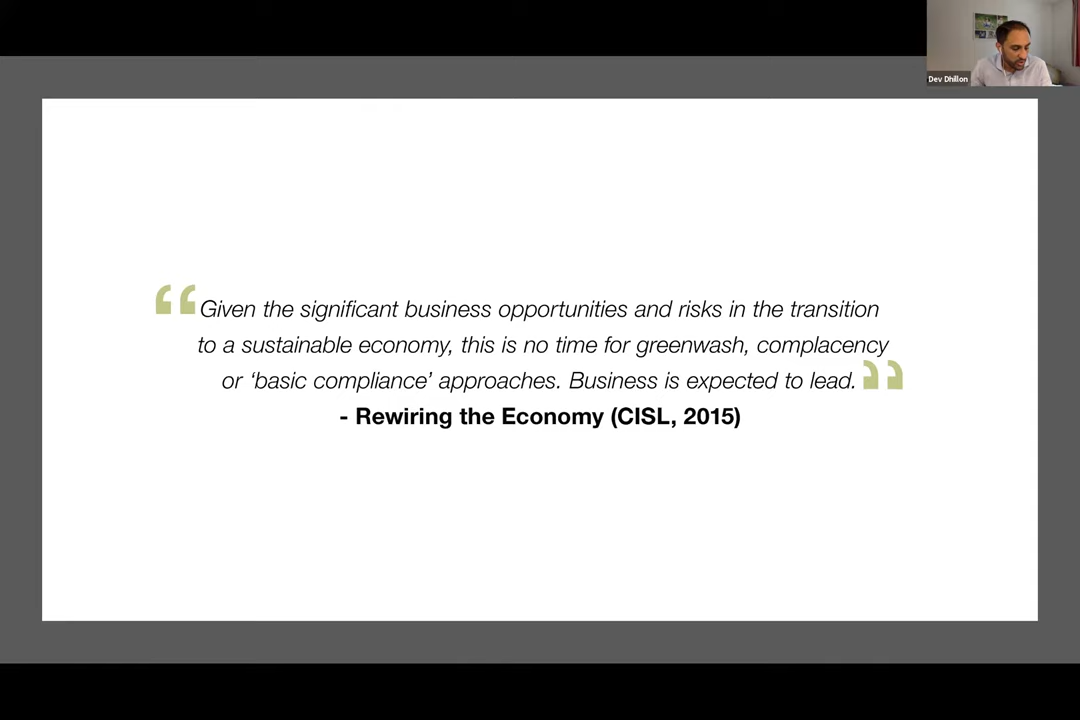 Dev Dhillon
“Given the significant business opportunities and risks in the transition
to a sustainable economy, this is no time for greenwash, complacency
or ‘basic compliance’ approaches. Business is expected to lead.”
- Rewiring the Economy (CISL, 2015)